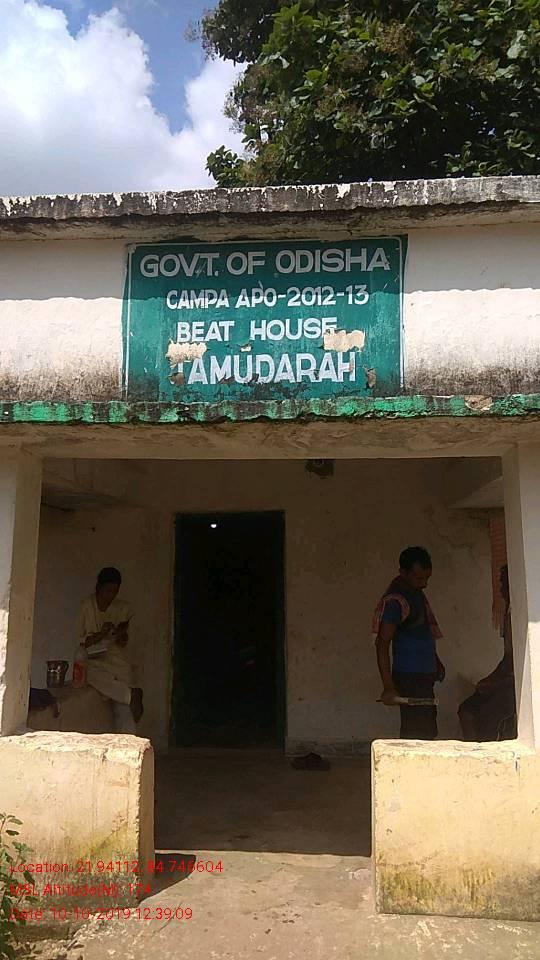 GOVT. OF ODISHA
CAMPA APO-2012-13
BEAT HOUSE
TAMUDARAH
Location: 21.94112, 84.746604
MSL Altitude(M): 174
Date: 10-10-2019 12:39:09